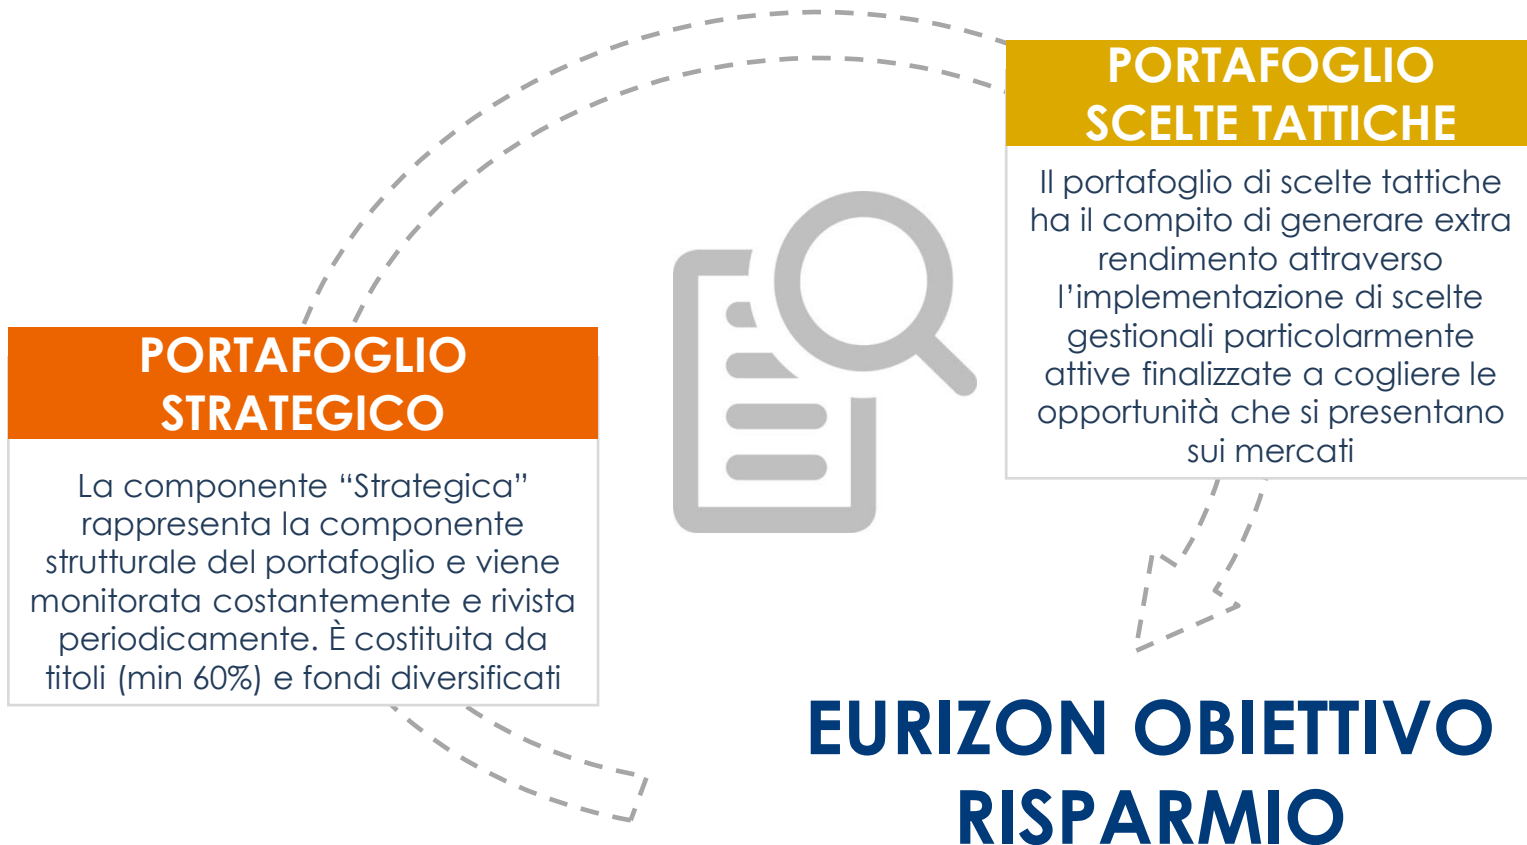 PORTAFOGLIO
STRATEGICO
La componente “Strategica”
rappresenta la componente
strutturale del portafoglio e viene
monitorata costantemente e rivista
periodicamente. È costituita da
titoli (min 60%) e fondi diversificati
PORTAFOGLIO
SCELTE TATTICHE
Il portafoglio di scelte tattiche
ha il compito di generare extra
rendimento attraverso
l’implementazione di scelte
gestionali particolarmente
attive finalizzate a cogliere le
opportunità che si presentano
sui mercati
EURIZON OBIETTIVO
RISPARMIO